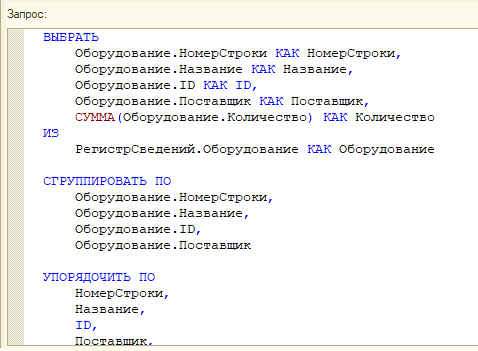 Запрос:
ВЫБРАТЬ
Оборудование.НомерСтроки КАК НомерСтроки,
Оборудование.Название КАК Название,
Оборудование.ID КАК ID,
Оборудование.Поставщик КАК Поставщик,
СУММА(Оборудование.Количество) КАК Количество
ИЗ
РегистрСведений.Оборудование КАК Оборудование
СГРУППИРОВАТЬ ПО
Оборудование.НомерСтроки,
Оборудование.Название,
Оборудование.ID,
Оборудование.Поставщик
УПОРЯДОЧИТЬ ПО
НомерСтроки,
Название,
ID,
Поставщик,